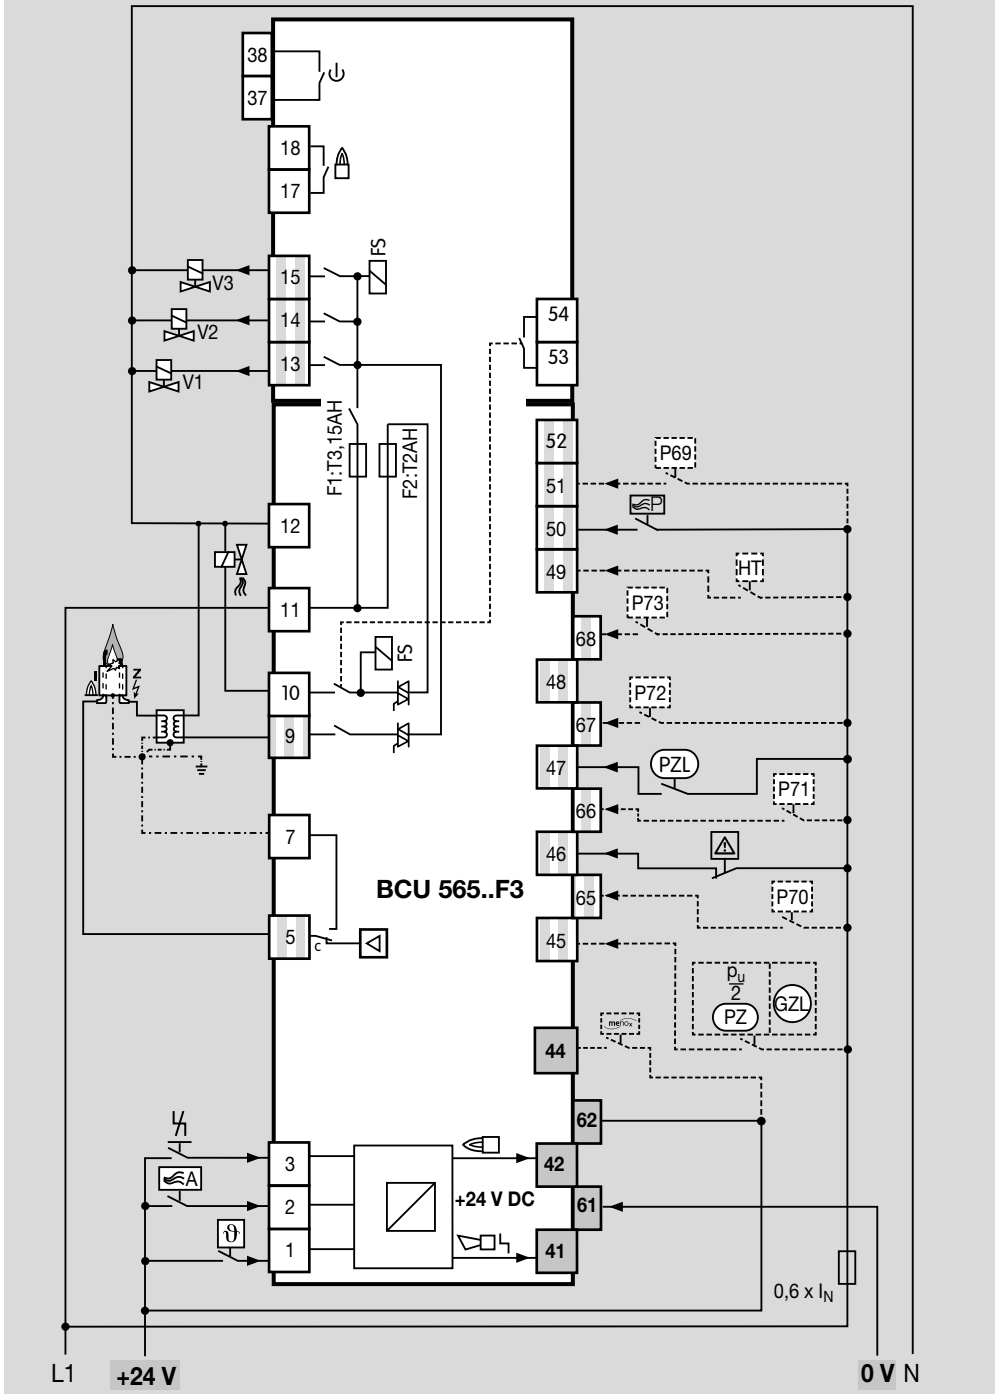 38
37
18
17
FS
15
V3
14
V2
13
V1
54
53
F1:T3,15AH
F2:T2AH
52
P69
51
P
50
12
49
HT
P73
11
68
FS
48
Z
I
10
P72
67
9
PZL
47
P71
66
7
46
BCU 565..F3
65
P70
5
c
45
pu
2
PZ
GZL
menox
44
62
3
42
A
2
+24 V DC
61
ϑ
1
41
0,6 x IN
L1
+24 V
0 V
N